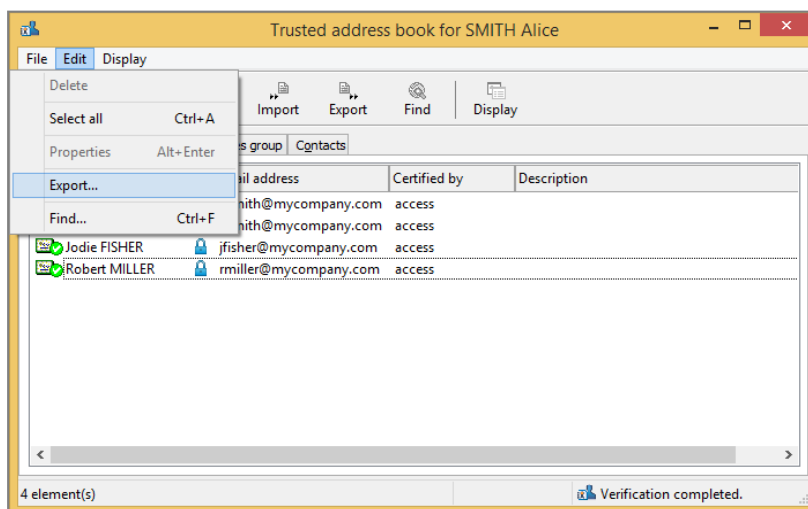 Trusted address book for SMITH Alice
File Edit Display
Delete
Select all Ctrl+A
Properties Alt+Enter
Export...
Find... Ctrl+F
Import Export Find Display
s group Contacts
ail address Certified by Description
mith@mycompany.com access
mith@mycompany.com access
Jodie FISHER jfisher@mycompany.com access
Robert MILLER rmiller@mycompany.com access
4 element(s) Verification completed.